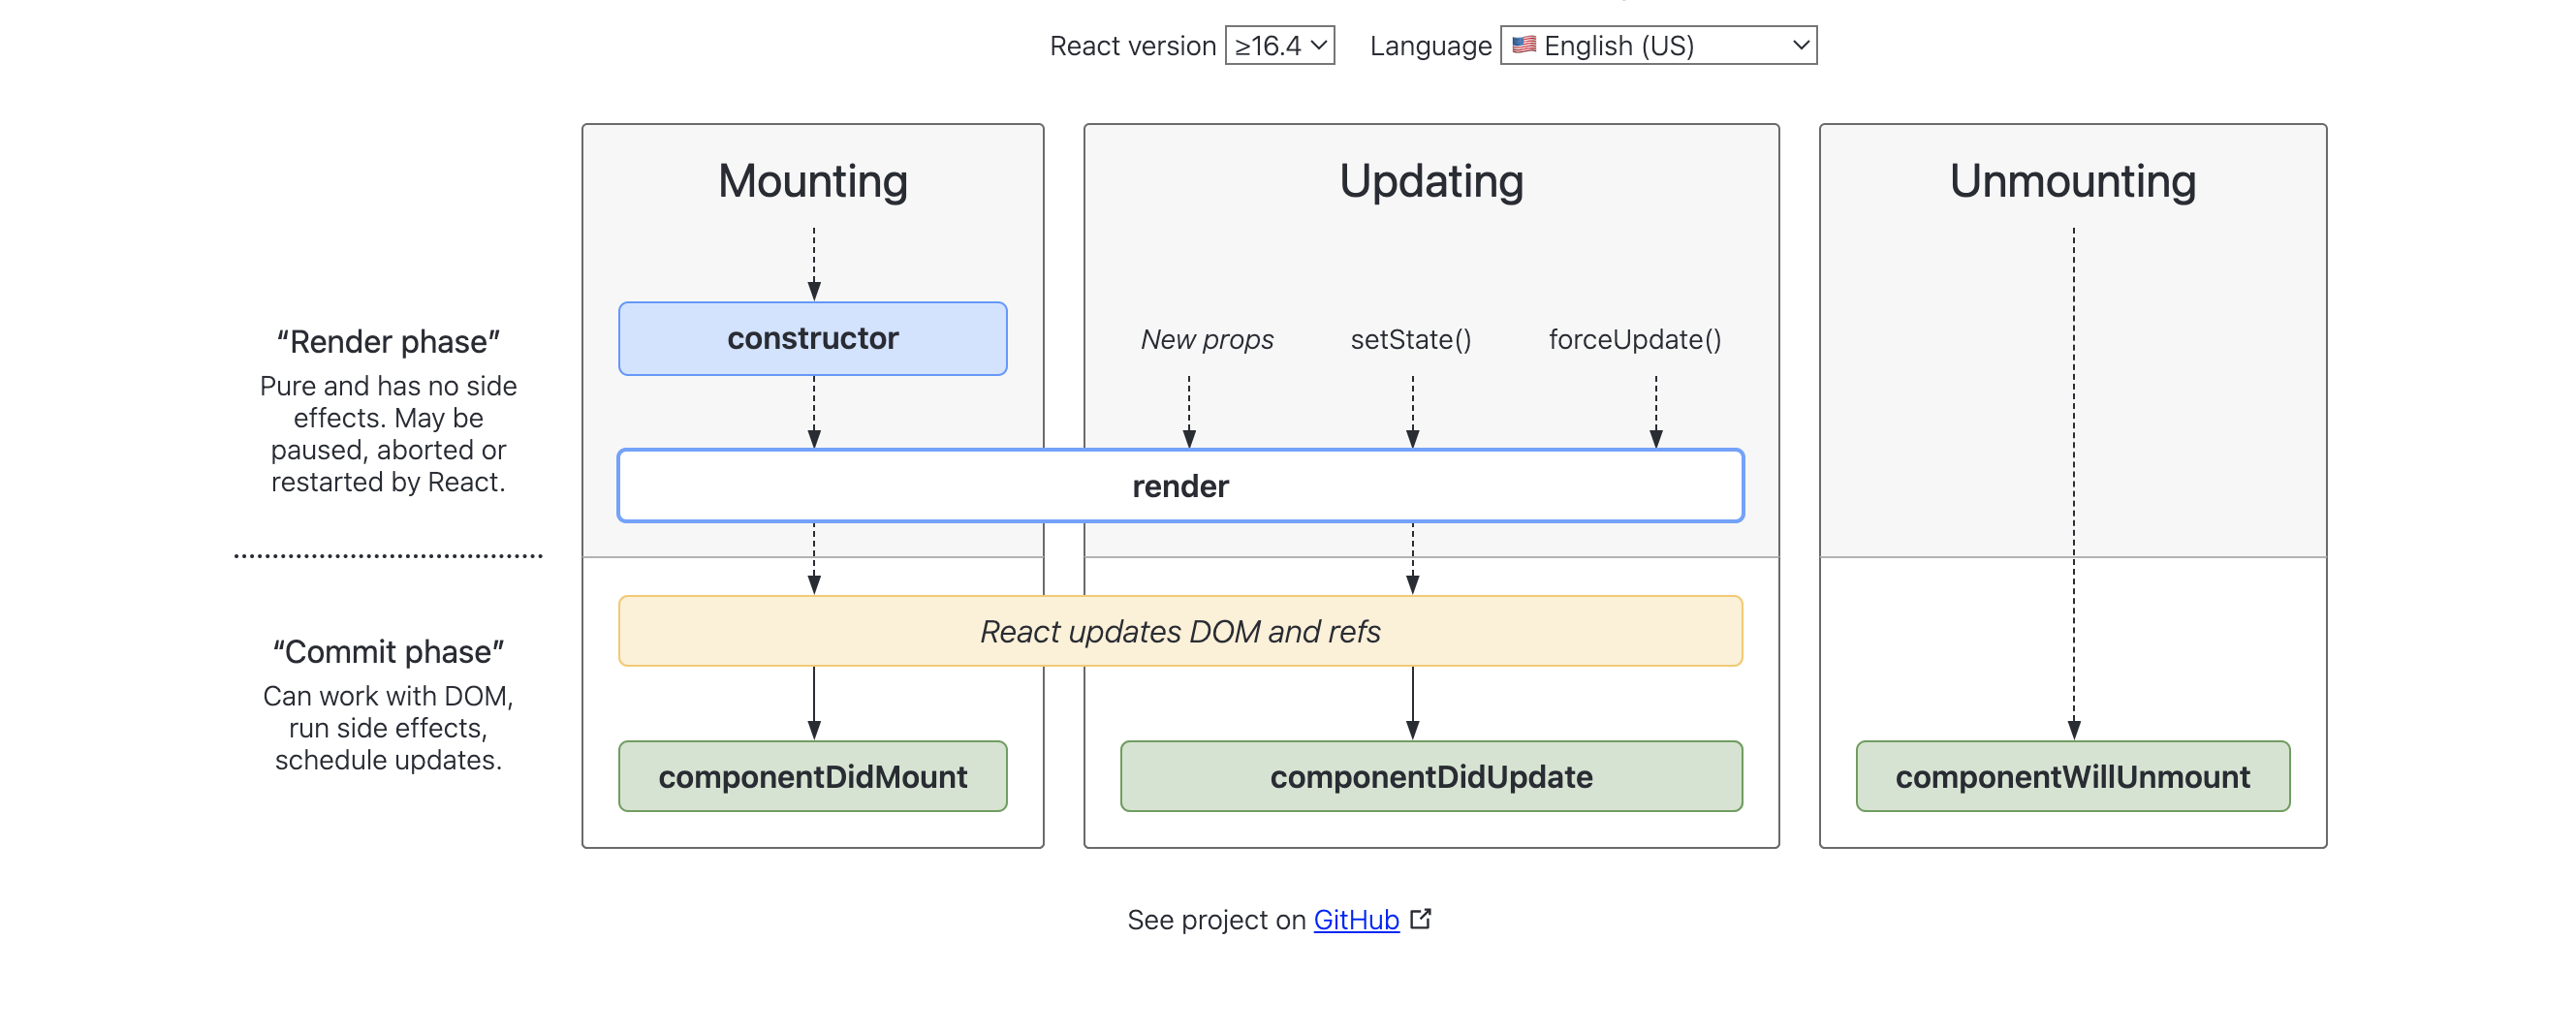 React version ≥16.4 Language 🇺🇸 English (US)
Mounting
Updating
Unmounting
“Render phase”
Pure and has no side
effects. May be
paused, aborted or
restarted by React.
constructor
New props
setState()
forceUpdate()
render
“Commit phase”
Can work with DOM,
run side effects,
schedule updates.
React updates DOM and refs
componentDidMount
componentDidUpdate
componentWillUnmount
See project on GitHub